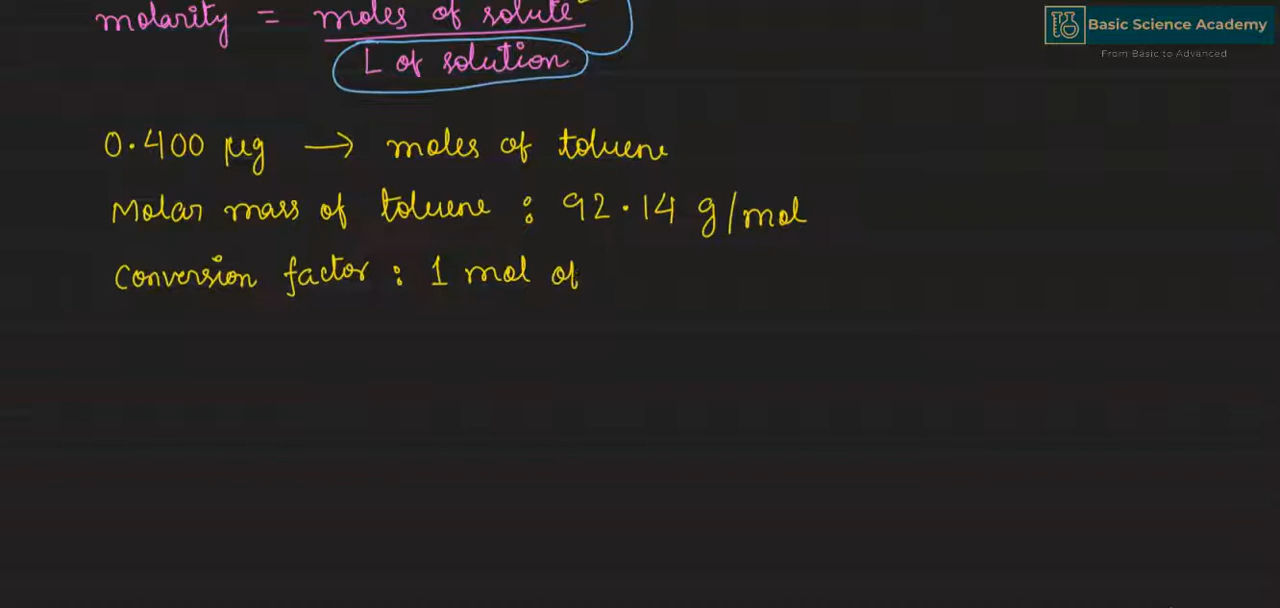 molarity = moles of solute
L of solution
Basic Science Academy
From Basic to Advanced
0.400 µg → moles of toluene
Molar mass of toluene : 92.14 g/mol
Conversion factor : 1 mol of